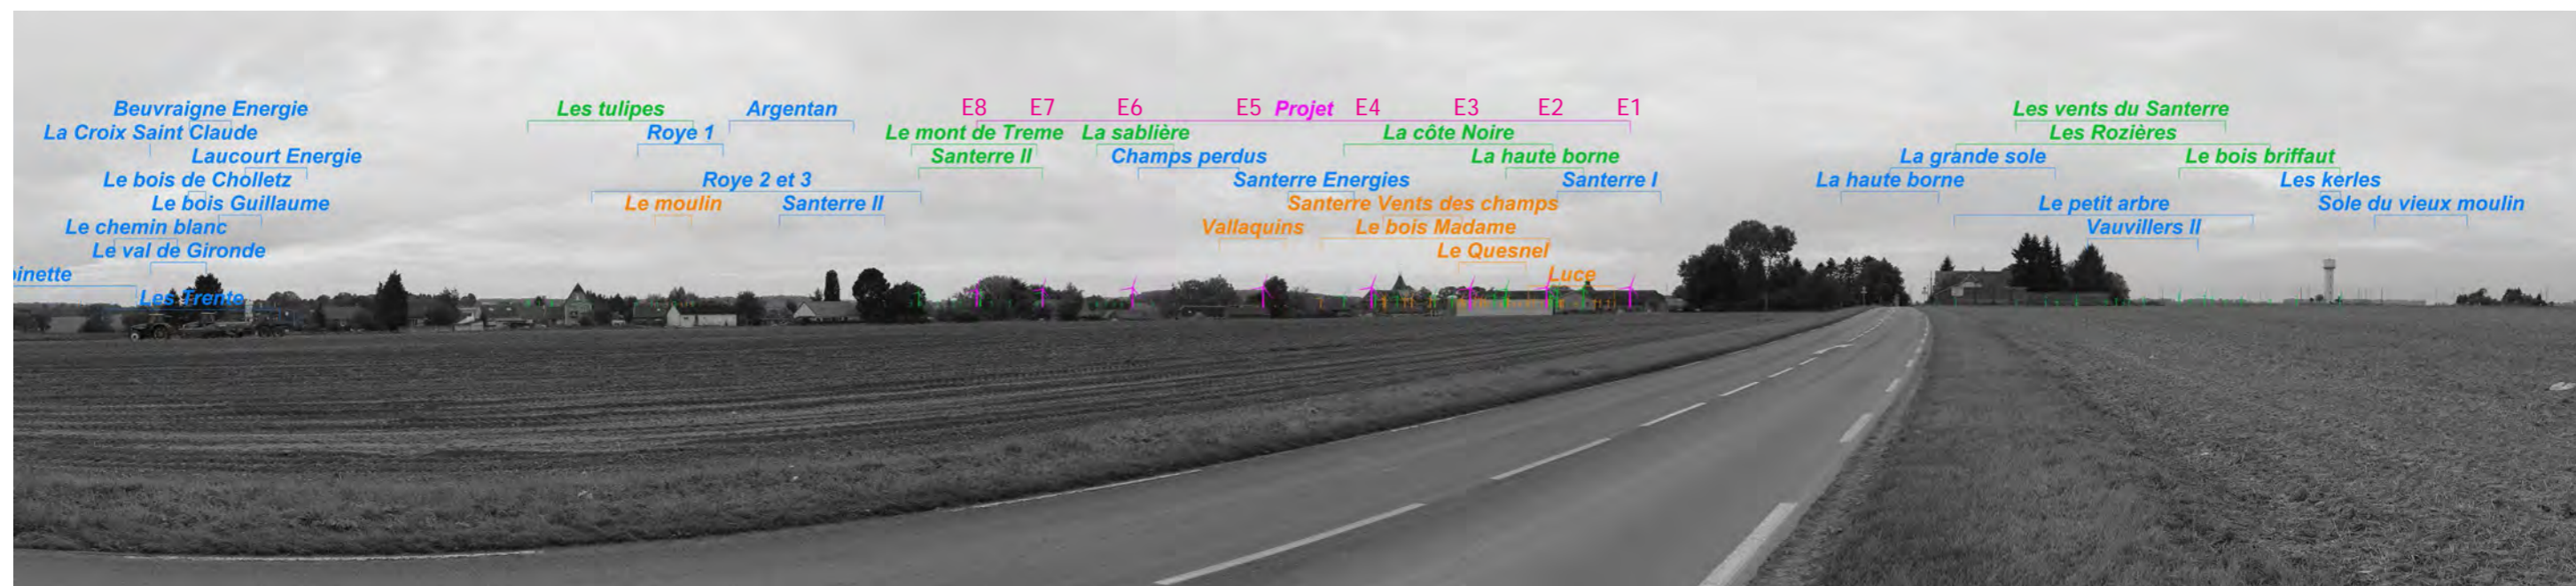 Beuvraigne Energie
La Croix Saint Claude
Laucourt Energie
Le bois de Cholletz
Le bois Guillaume
Le chemin blanc
Le val de Gironde
inette
Les Trente
Les tulipes
Argentan
Roye 1
Roye 2 et 3
Le moulin
Santerre II
E8 E7 E6 E5 Projet E4 E3 E2 E1
Le mont de Treme
La sablière
La côte Noire
Santerre II
Champs perdus
La haute borne
Santerre Energies
Santerre I
Santerre Vents des champs
Vallaquins
Le bois Madame
Le Quesnel
Luce
Les vents du Santerre
Les Rozières
La grande sole
Le bois briffaut
La haute borne
Les kerles
Le petit arbre
Sole du vieux moulin
Vauvillers II